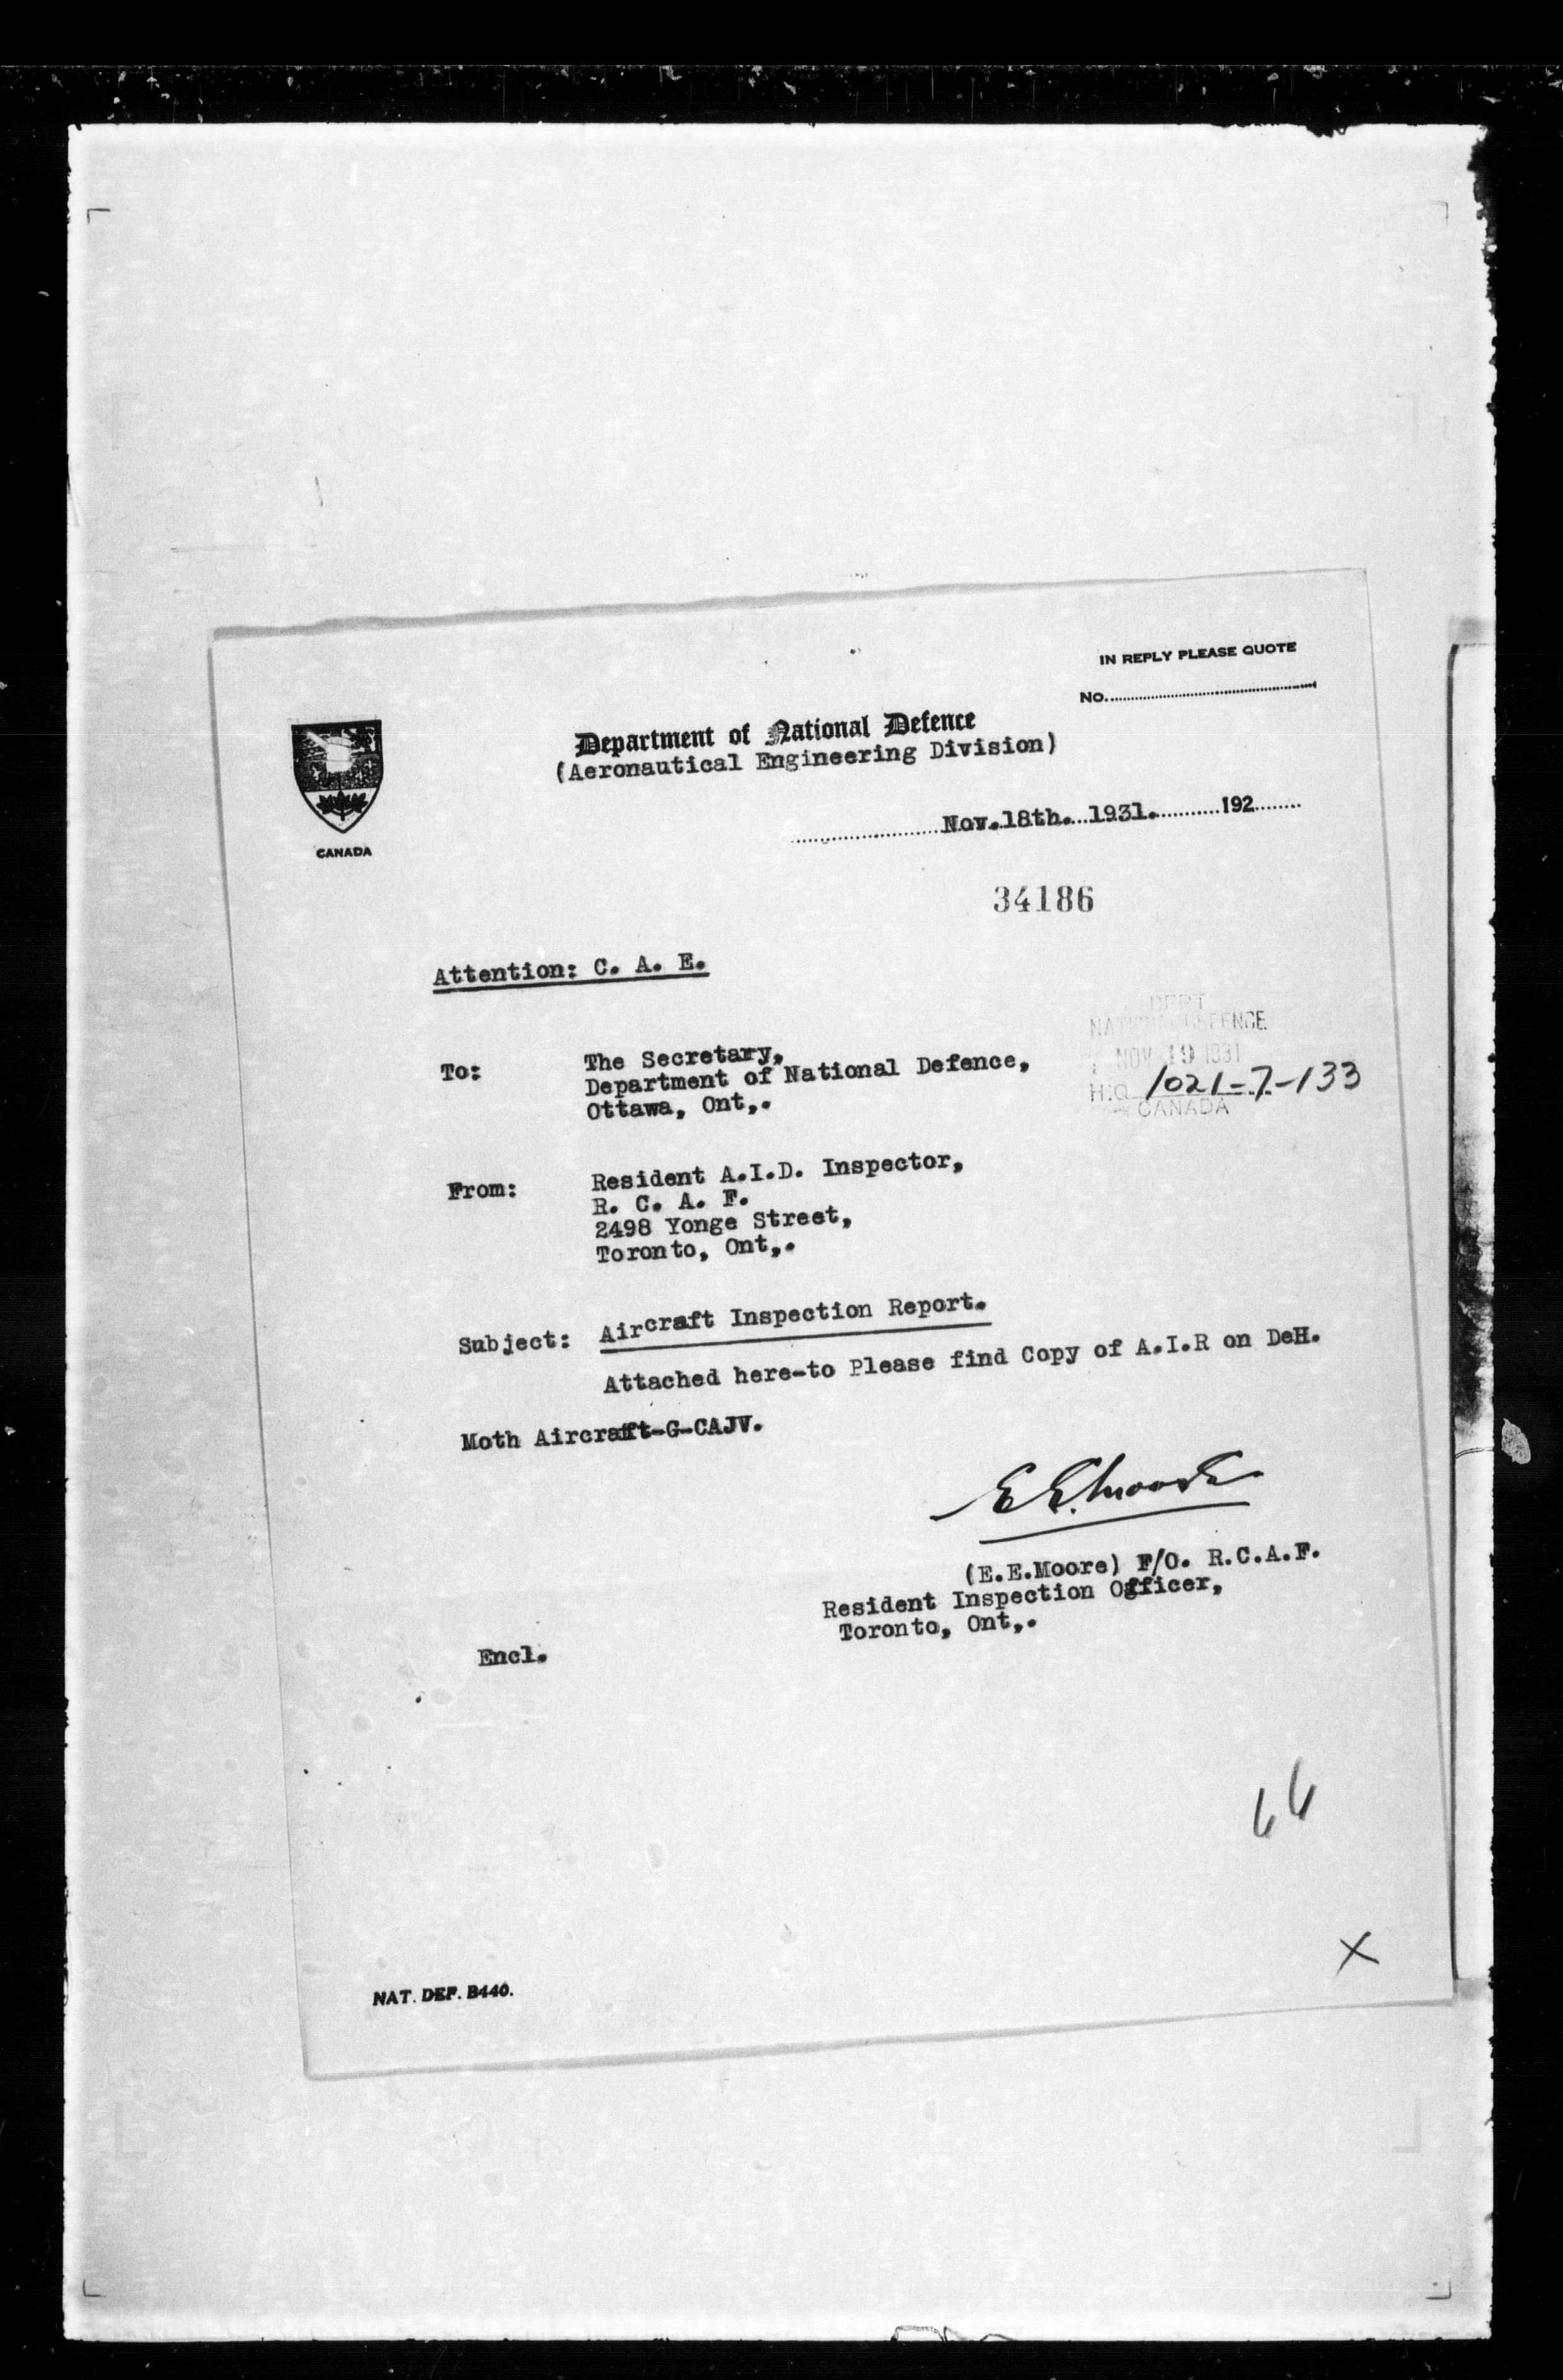 IN REPLY PLEASE QUOTE
No.
Department of National Defence
(Aeronautical Engineering Division)
CANADA
Nov.18th. 1931. 192
34186
Attention: C. A. E.
DEPT
NATIONAL DEFENCE
NOV 19 1931
H.Q. 1021-7-133
CANADA
To: The Secretary,
Department of National Defence,
Ottawa, Ont,.
From: Resident A.I.D. Inspector,
R. C. A. F.
2498 Yonge Street,
Toronto, Ont,.
Subject: Aircraft Inspection Report.
Attached here-to Please find Copy of A.I.R on DeH.
Moth Aircraft-G-CAJV.
E.E. Moore
(E.E.Moore) F/O. R.C.A.F.
Resident Inspection Officer,
Toronto, Ont,.
Encl.
66
X
NAT. DEF. B440.